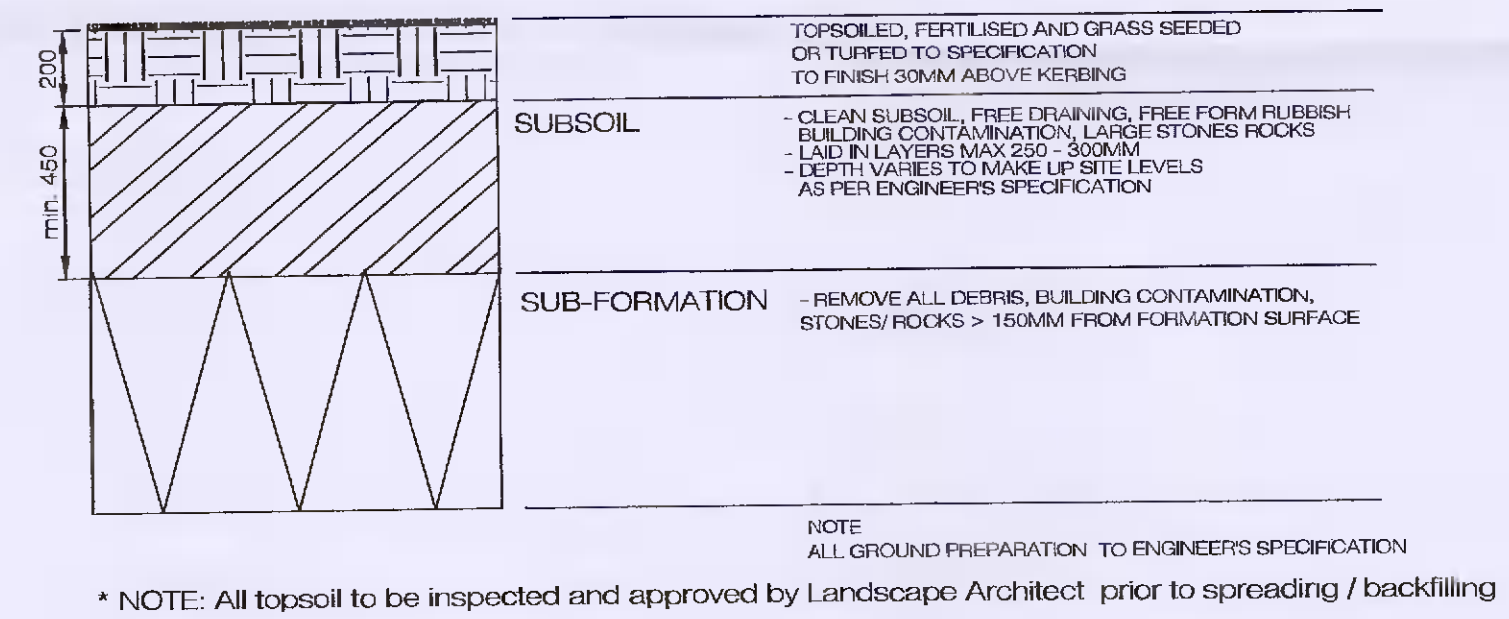 200
TOPSOILED, FERTILISED AND GRASS SEEDED
OR TURFED TO SPECIFICATION
TO FINISH 30MM ABOVE KERBING
min. 450
SUBSOIL
- CLEAN SUBSOIL, FREE DRAINING, FREE FORM RUBBISH
BUILDING CONTAMINATION, LARGE STONES ROCKS
- LAID IN LAYERS MAX 250 - 300MM
- DEPTH VARIES TO MAKE UP SITE LEVELS
AS PER ENGINEER'S SPECIFICATION
SUB-FORMATION
- REMOVE ALL DEBRIS, BUILDING CONTAMINATION,
STONES/ ROCKS > 150MM FROM FORMATION SURFACE
NOTE
ALL GROUND PREPARATION TO ENGINEER'S SPECIFICATION
* NOTE: All topsoil to be inspected and approved by Landscape Architect prior to spreading / backfilling